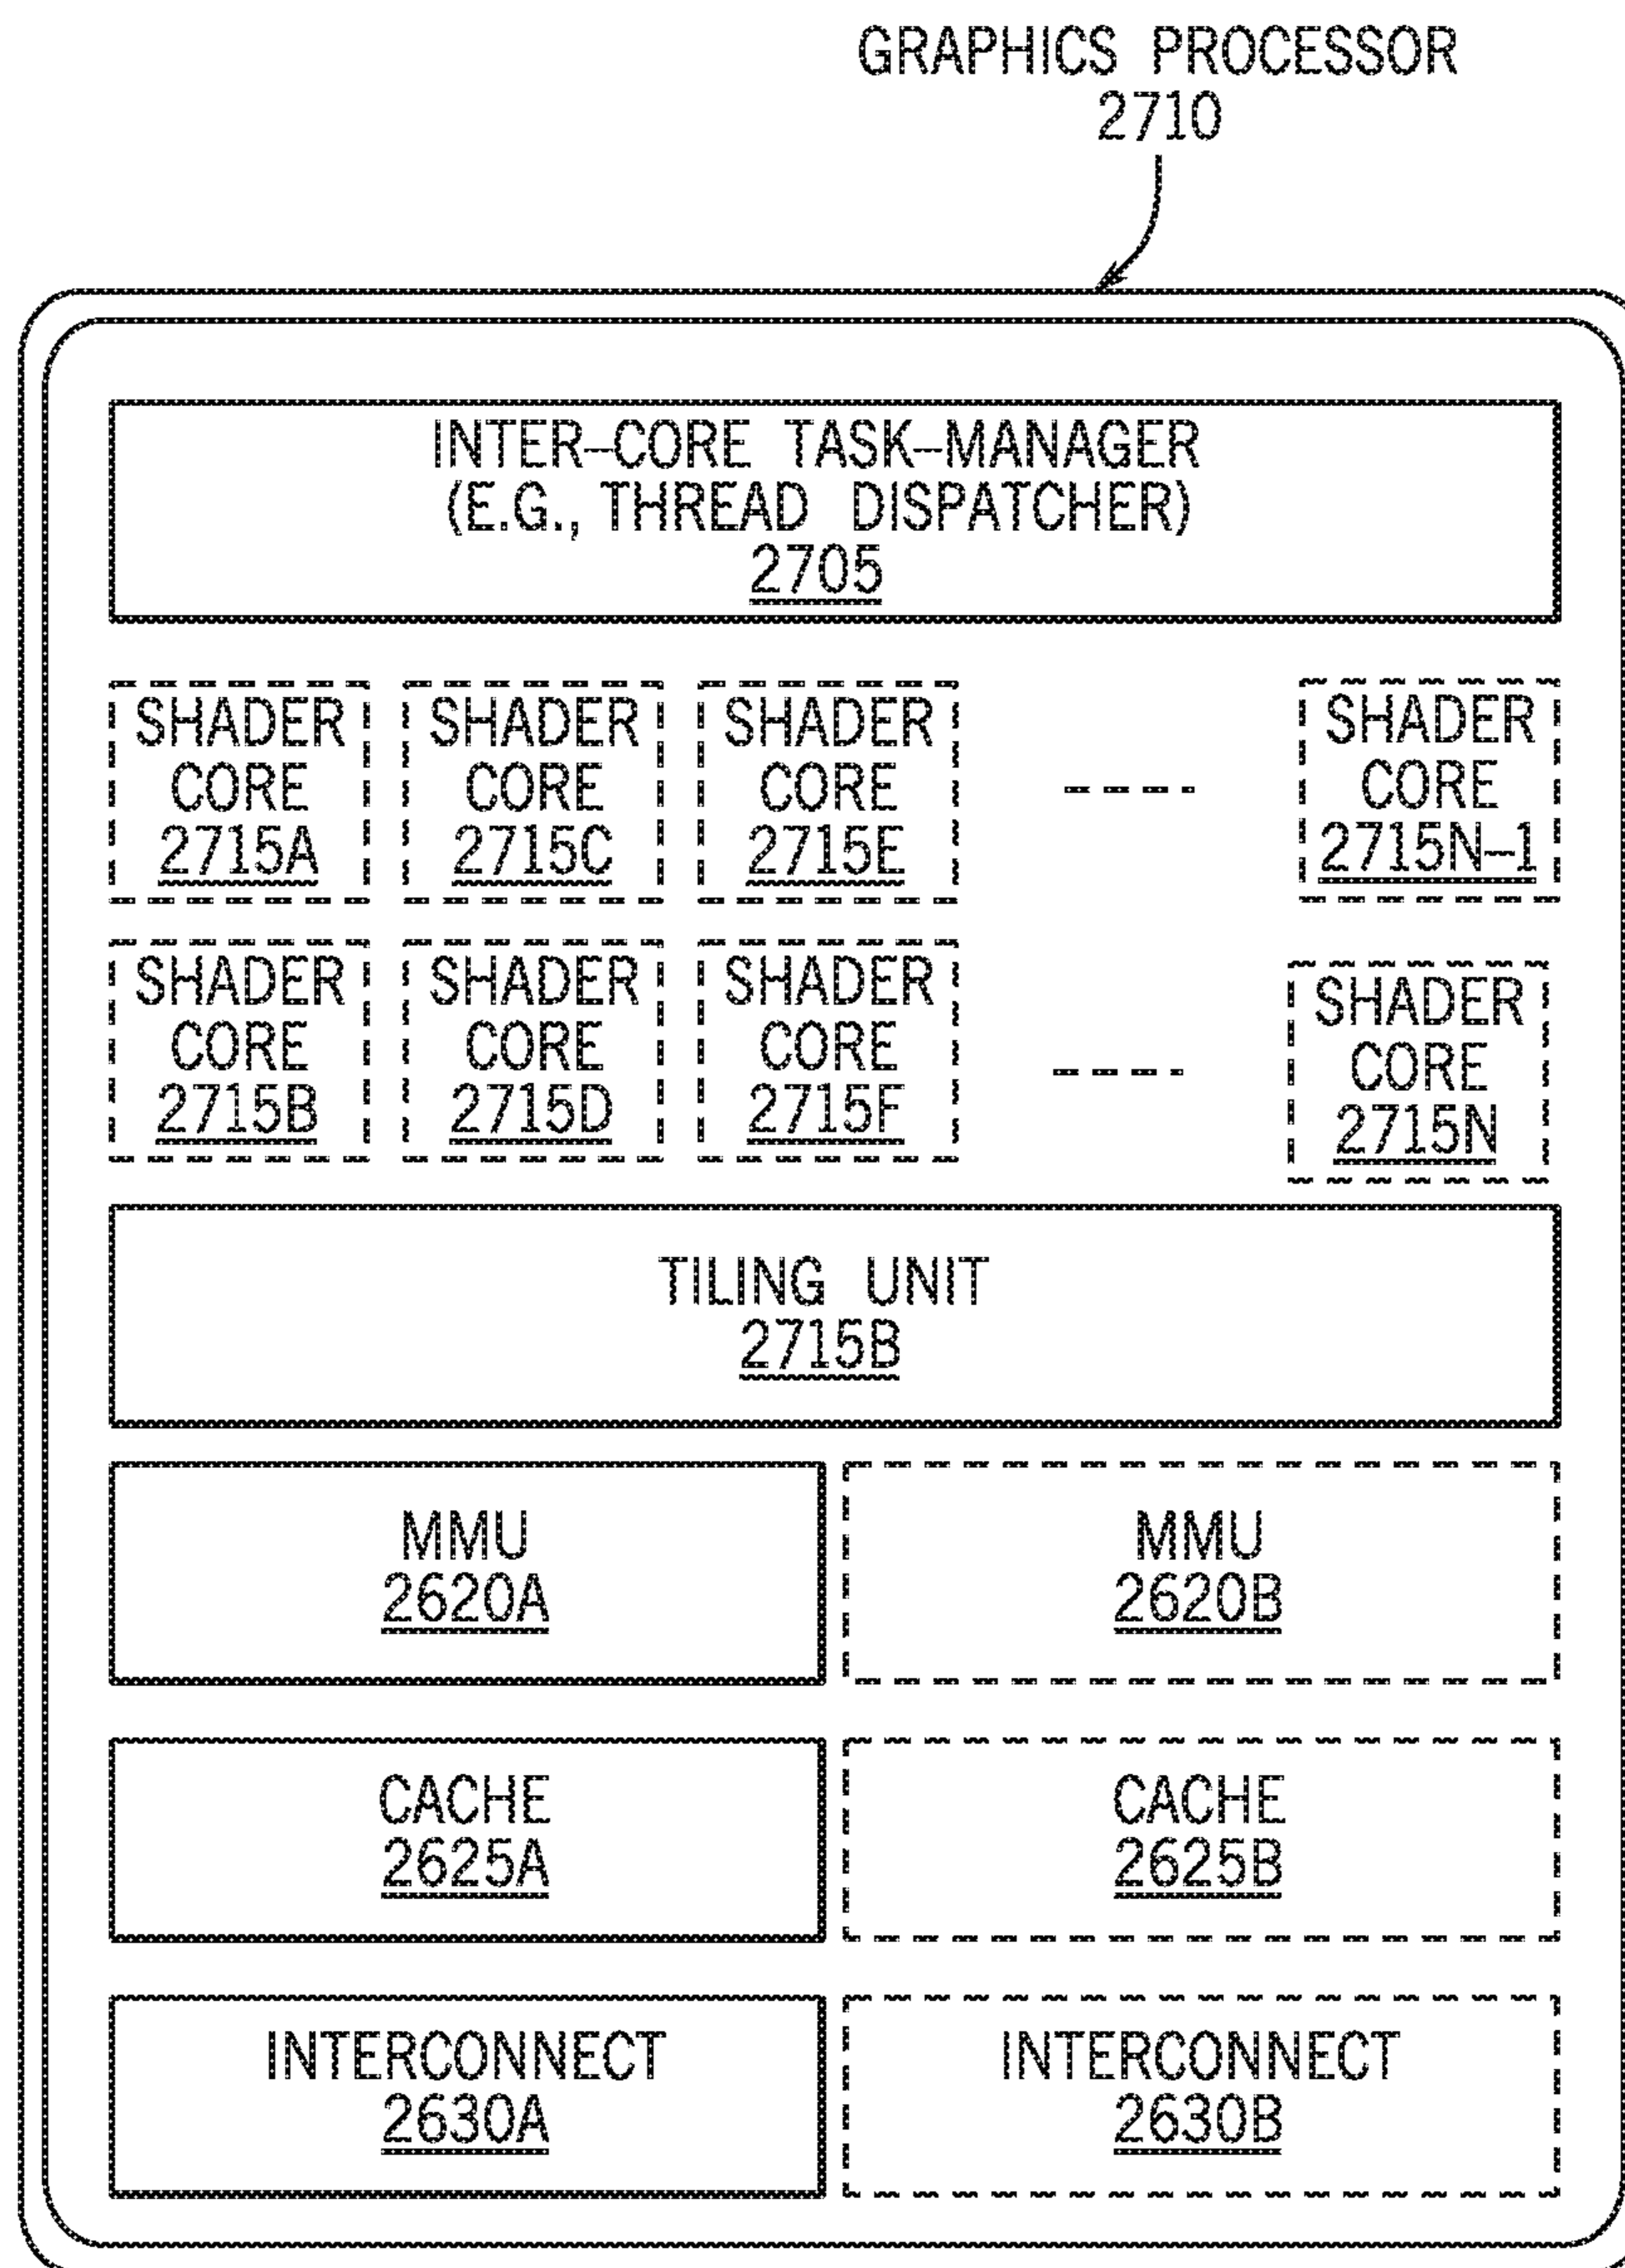 GRAPHICS PROCESSOR
2710
INTER-CORE TASK-MANAGER
(E.G., THREAD DISPATCHER)
2705
SHADER
CORE
2715A
SHADER
CORE
2715C
SHADER
CORE
2715E
SHADER
CORE
2715N-1
SHADER
CORE
2715B
SHADER
CORE
2715D
SHADER
CORE
2715F
SHADER
CORE
2715N
TILING UNIT
2715B
MMU
2620A
MMU
2620B
CACHE
2625A
CACHE
2625B
INTERCONNECT
2630A
INTERCONNECT
2630B